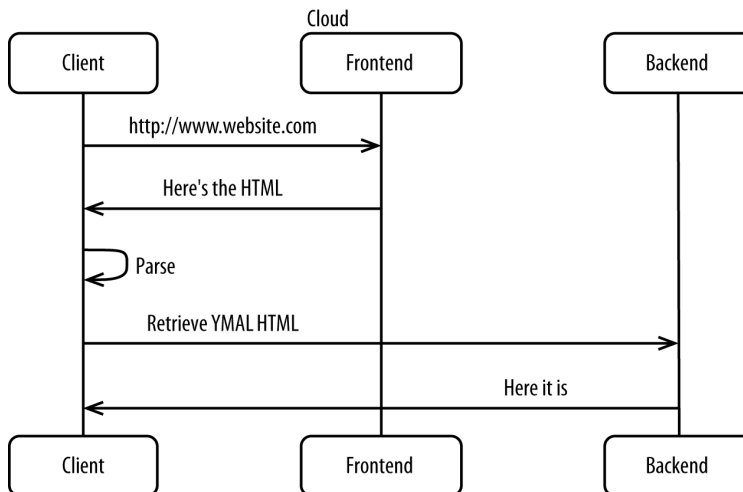 Cloud
Client
Frontend
Backend
http://www.website.com
Here's the HTML
Parse
Retrieve YMAL HTML
Here it is
Client
Frontend
Backend